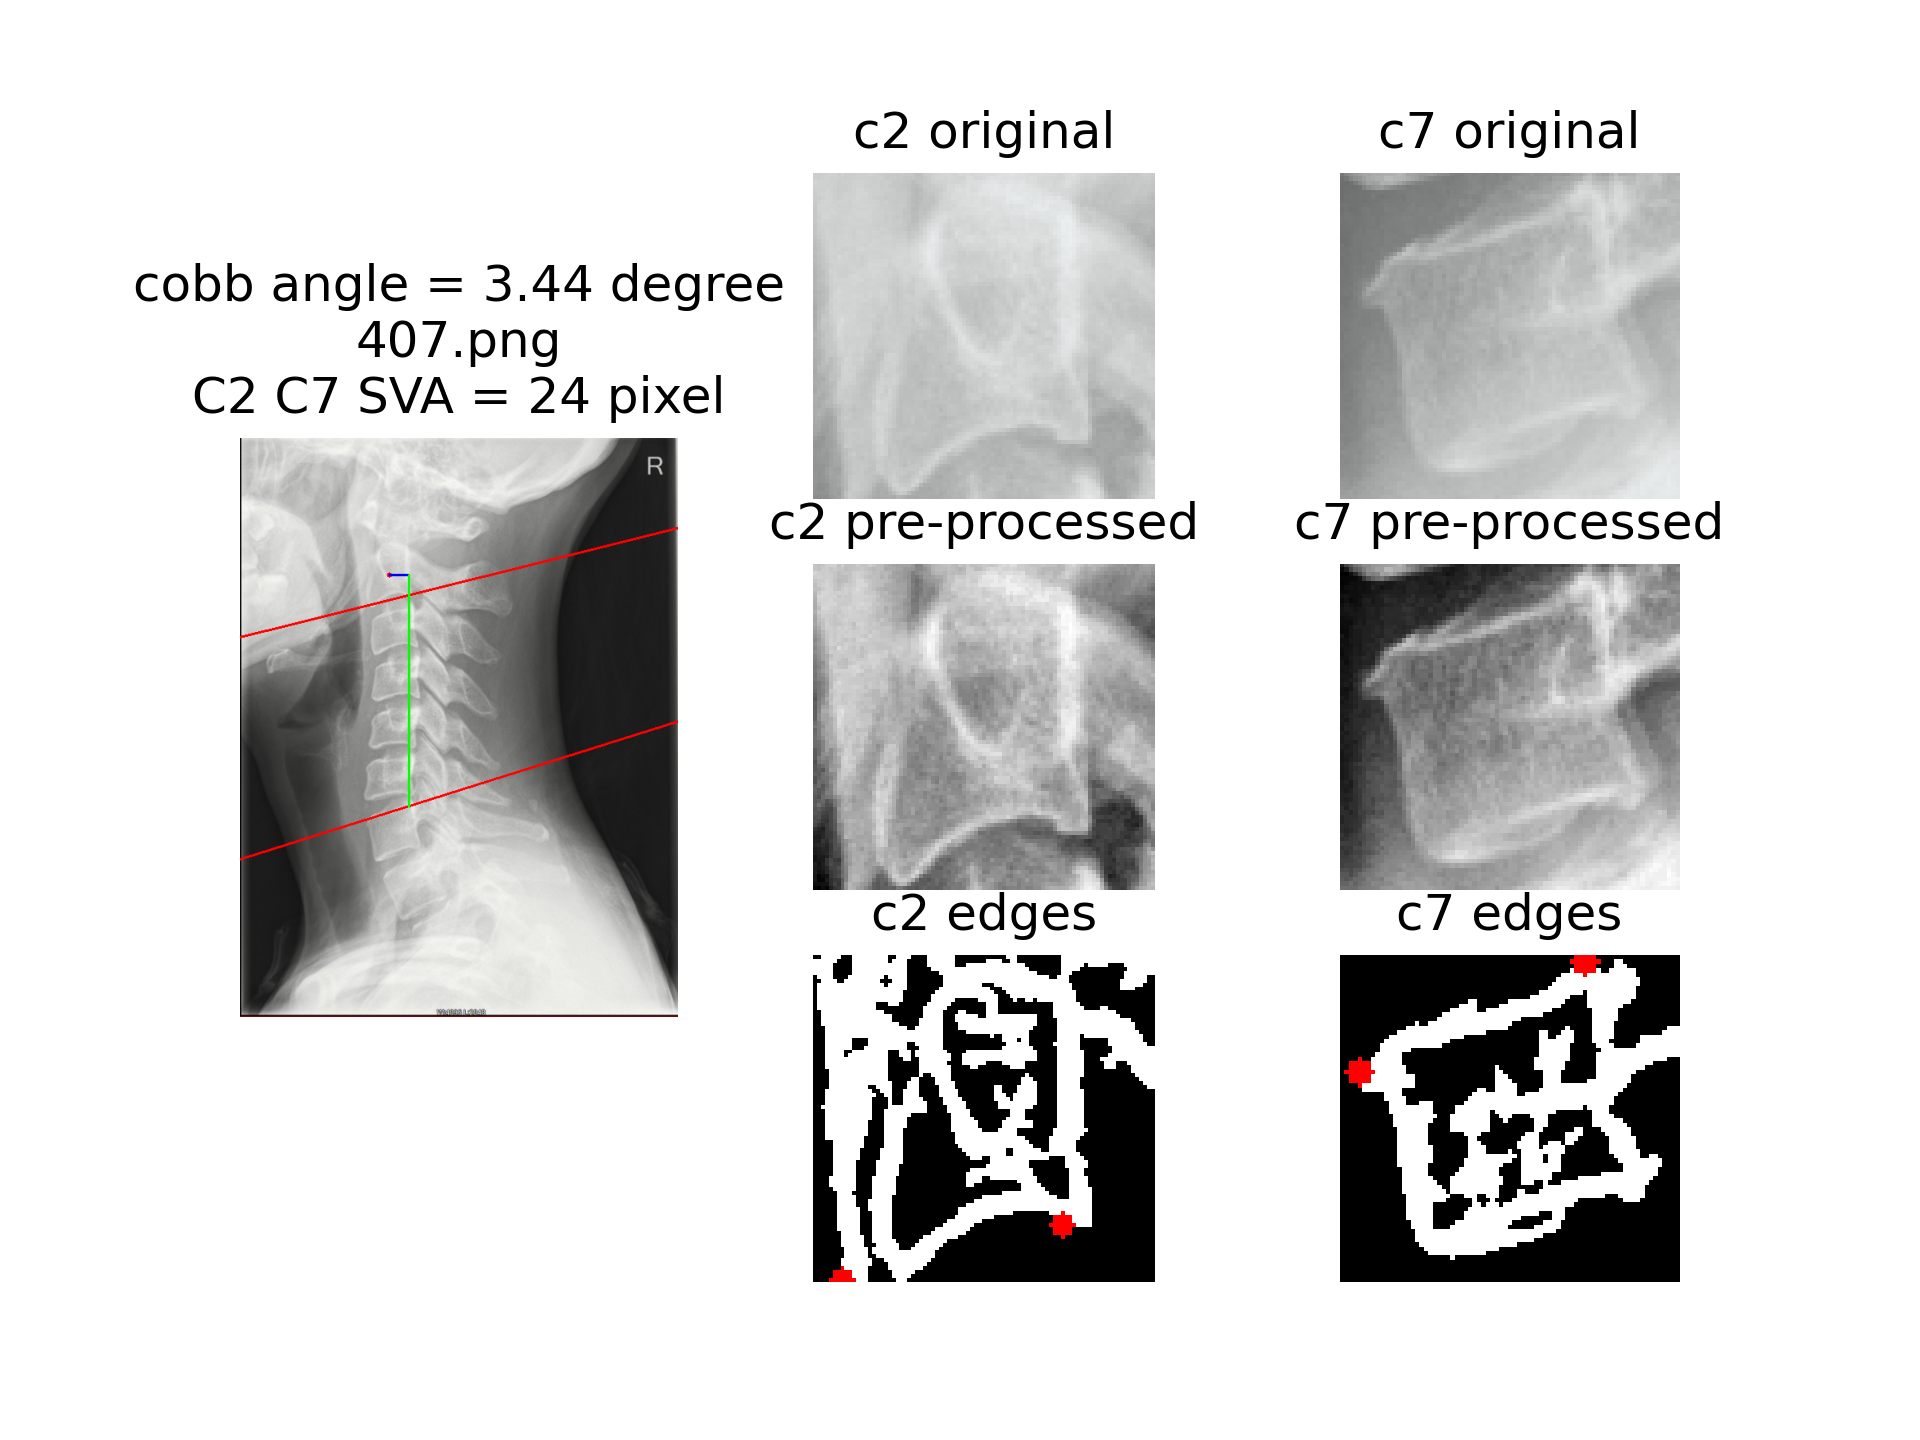 cobb angle = 3.44 degree
407.png
C2 C7 SVA = 24 pixel
R
c2 original
c7 original
c2 pre-processed
c7 pre-processed
c2 edges
c7 edges